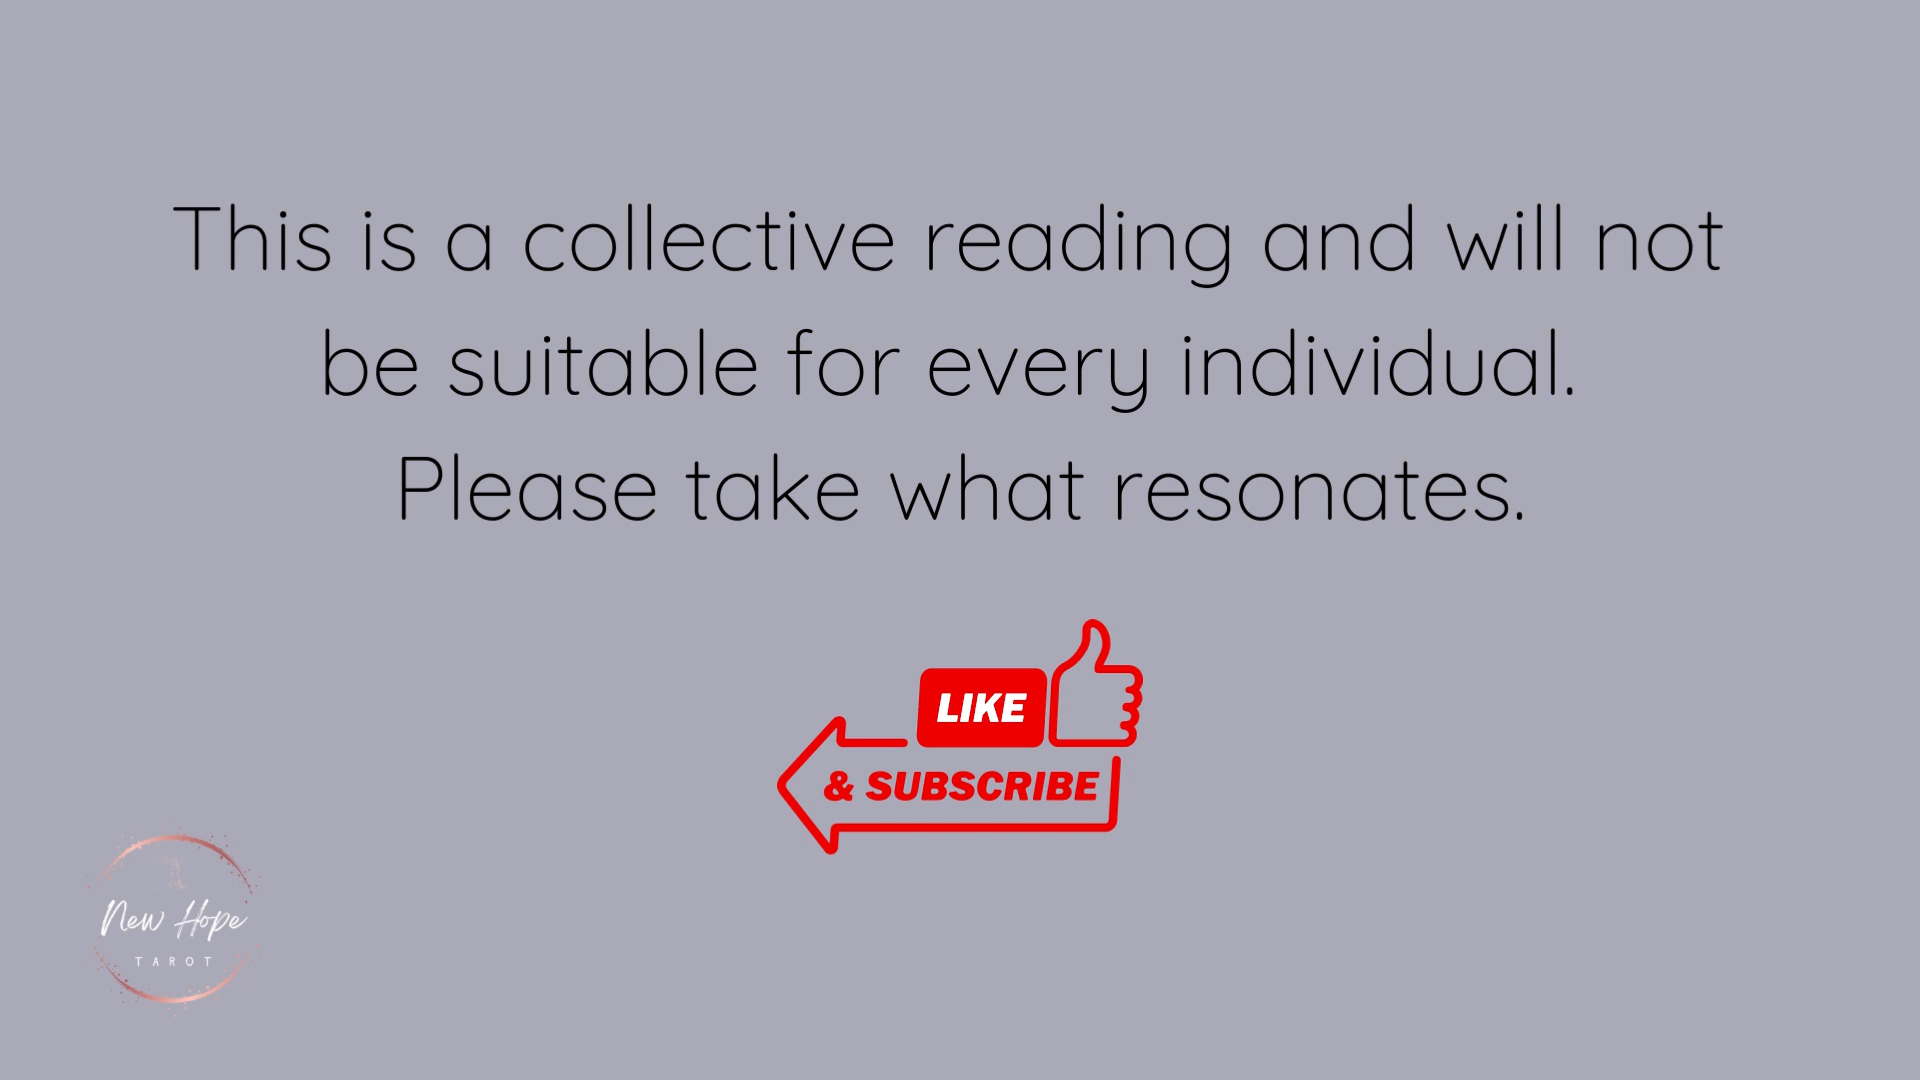 This is a collective reading and will not
be suitable for every individual.
Please take what resonates.
LIKE
& SUBSCRIBE
New Hope
TAROT